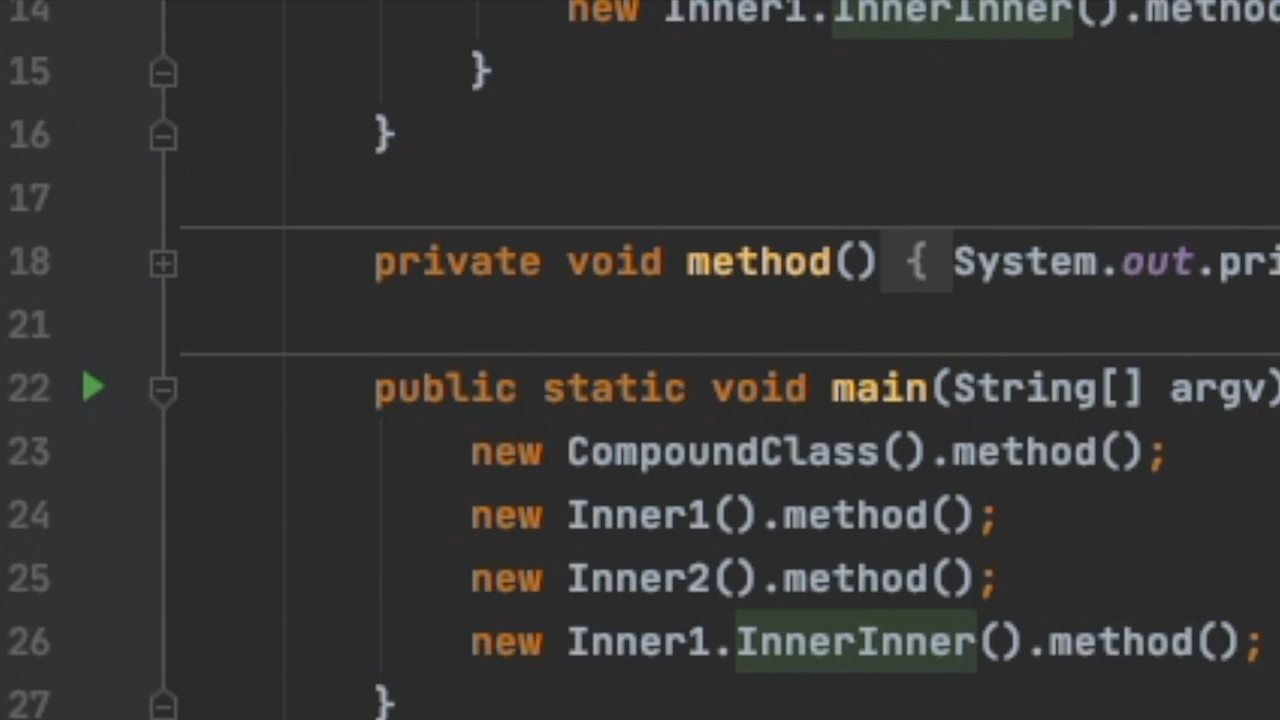 14 new Inner1.InnerInner().method
15 }
16 }
17
18 private void method() { System.out.pri
21
22 public static void main(String[] argv)
23 new CompoundClass().method();
24 new Inner1().method();
25 new Inner2().method();
26 new Inner1.InnerInner().method();
27 }